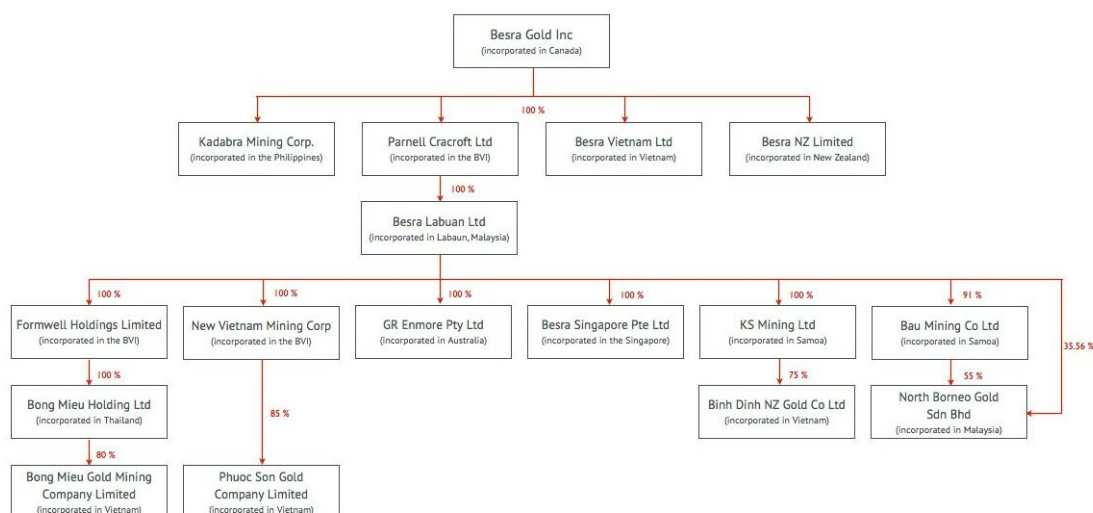 Besra Gold Inc
(incorporated in Canada)
100 %
Kadabra Mining Corp.
(incorporated in the Philippines)
Parnell Cracroft Ltd
(incorporated in the BVI)
Besra Vietnam Ltd
(incorporated in Vietnam)
Besra NZ Limited
(incorporated in New Zealand)
100 %
Besra Labuan Ltd
(incorporated in Labaun, Malaysia)
100 %
100 %
100 %
100 %
100 %
91 %
Formwell Holdings Limited
(incorporated in the BVI)
New Vietnam Mining Corp
(incorporated in the BVI)
GR Enmore Pty Ltd
(incorporated in Australia)
Besra Singapore Pte Ltd
(incorporated in the Singapore)
KS Mining Ltd
(incorporated in Samoa)
Bau Mining Co Ltd
(incorporated in Samoa)
35.56 %
100 %
75 %
55 %
Bong Mieu Holding Ltd
(incorporated in Thailand)
85 %
Binh Dinh NZ Gold Co Ltd
(incorporated in Vietnam)
North Borneo Gold
Sdn Bhd
(incorporated in Malaysia)
80 %
Bong Mieu Gold Mining
Company Limited
(incorporated in Vietnam)
Phuoc Son Gold
Company Limited
(incorporated in Vietnam)